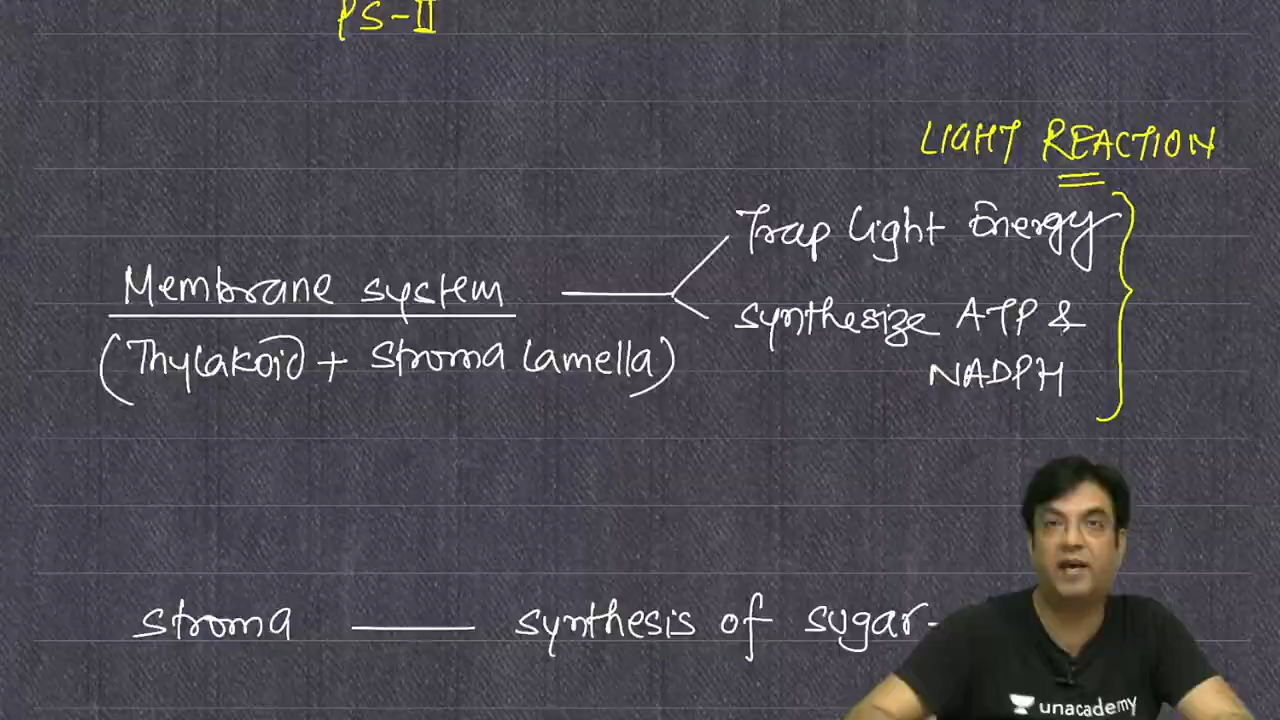 PS-II
LIGHT REACTION
Trap light Energy
Membrane system
(Thylakoid + stroma lamella)
synthesize ATP &
NADPH
stroma — synthesis of sugar-
unacademy